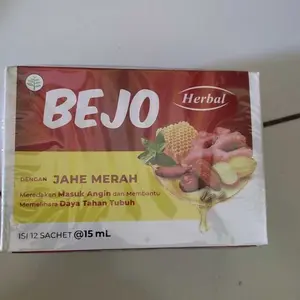 BEJO
Herbal
DENGAN JAHE MERAH
Meredakan Masuk Angin dan Membantu
Memelihara Daya Tahan Tubuh
ISI 12 SACHET @15 mL